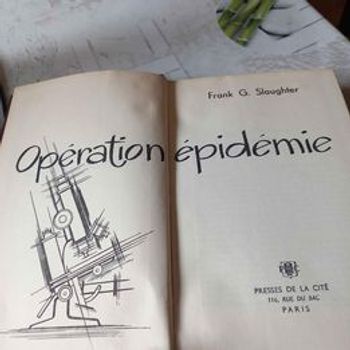 Frank G. Slaughter
Opération épidémie
PRESSES DE LA CITÉ
116, RUE DU BAC
PARIS